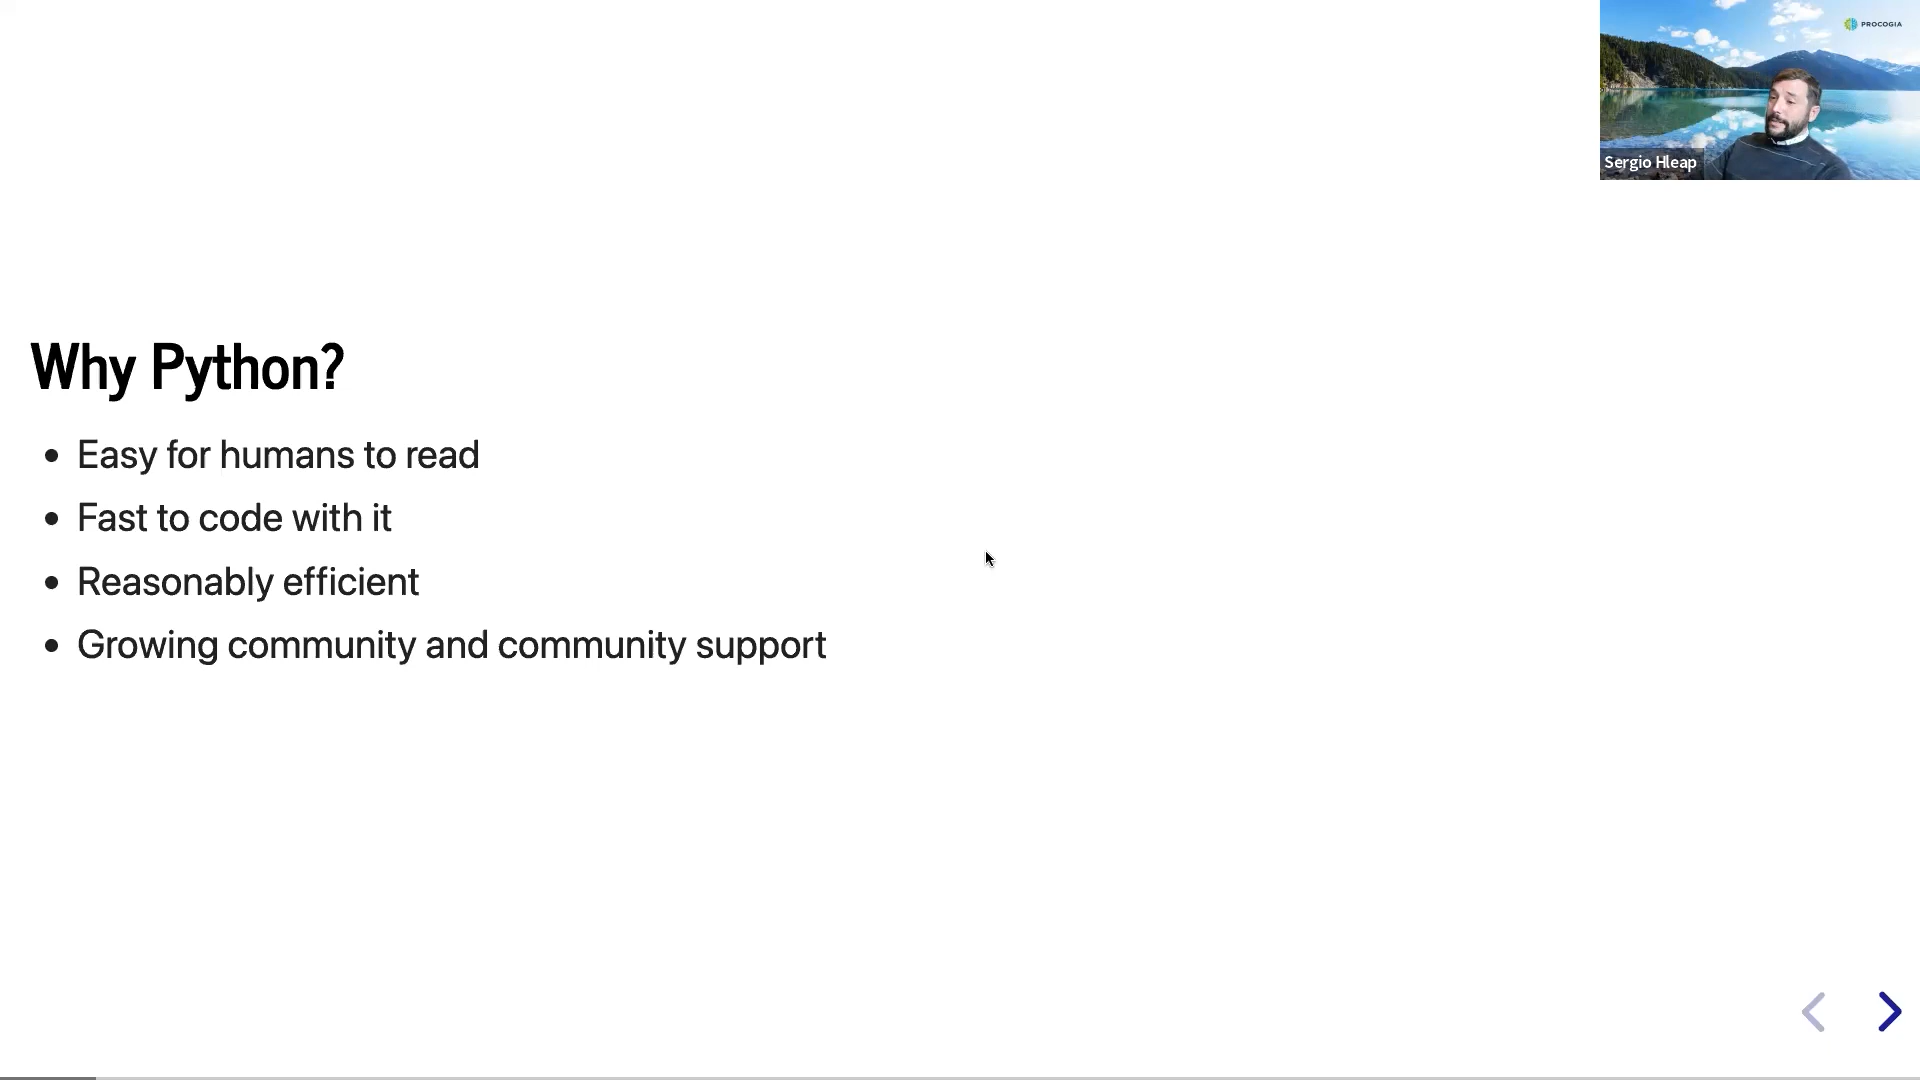 PROCOGIA
Sergio Hleap
Why Python?
Easy for humans to read
Fast to code with it
Reasonably efficient
Growing community and community support